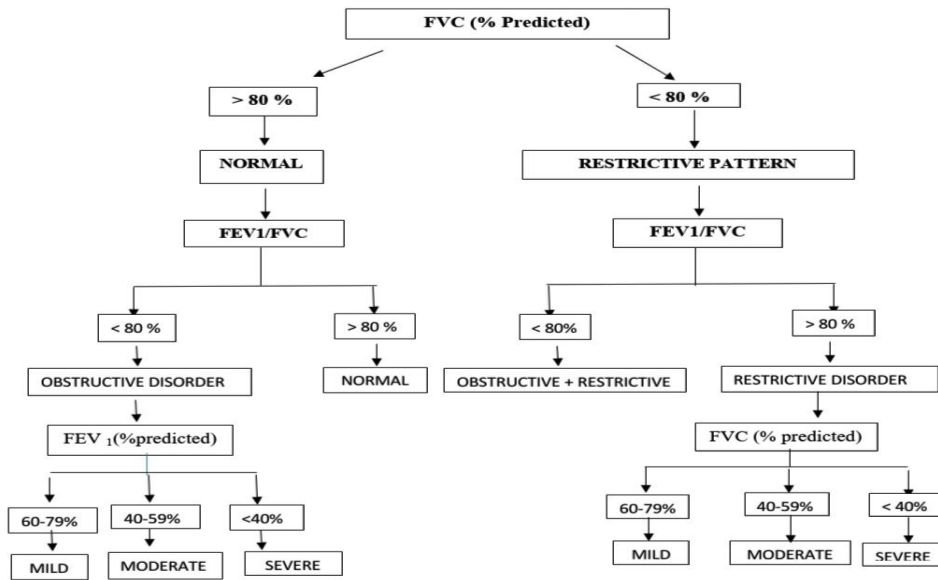 FVC (% Predicted)
> 80 %
< 80 %
NORMAL
RESTRICTIVE PATTERN
FEV1/FVC
FEV1/FVC
< 80 %
> 80 %
< 80%
> 80 %
OBSTRUCTIVE DISORDER
NORMAL
OBSTRUCTIVE + RESTRICTIVE
RESTRICTIVE DISORDER
FEV ₁(%predicted)
FVC (% predicted)
60-79%
40-59%
<40%
60-79%
40-59%
< 40%
MILD
MODERATE
SEVERE
MILD
MODERATE
SEVERE